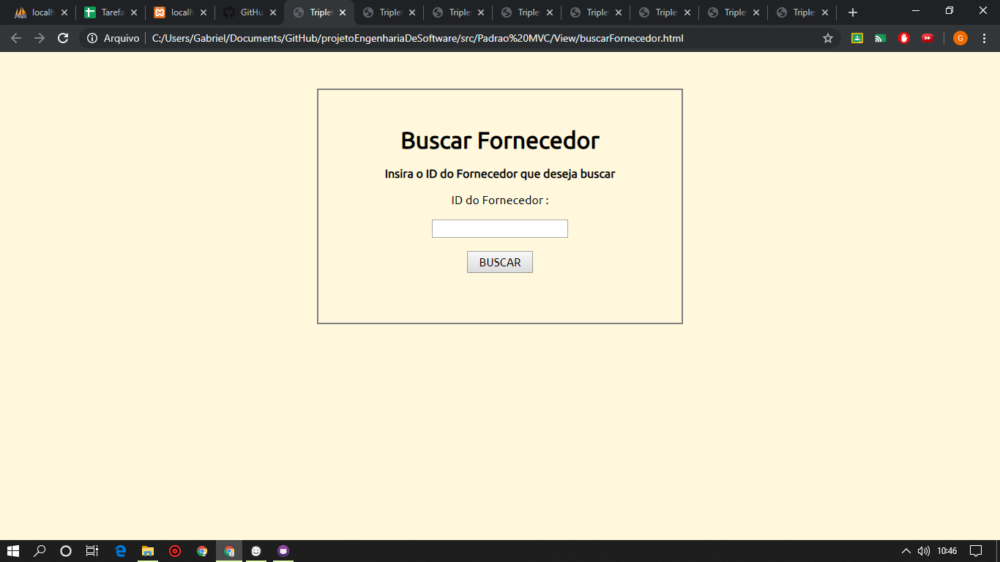 localh Tarefa localh GitHu Triple Triple Triple Triple Triple Triple Triple Triple
Arquivo C:/Users/Gabriel/Documents/GitHub/projetoEngenhariaDeSoftware/src/Padrao%20MVC/View/buscarFornecedor.html G
Buscar Fornecedor
Insira o ID do Fornecedor que deseja buscar
ID do Fornecedor :
BUSCAR
10:46